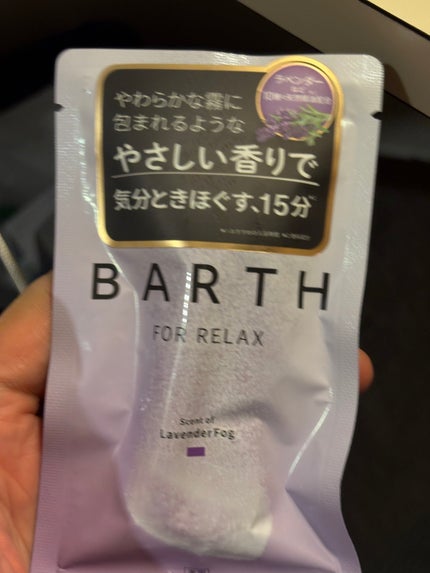 やわらかな霧に
包まれるような
やさしい香りで
気分ときほぐす、15分
ラベンダー
など
BARTH
FOR RELAX
Scent of
Lavender Fog